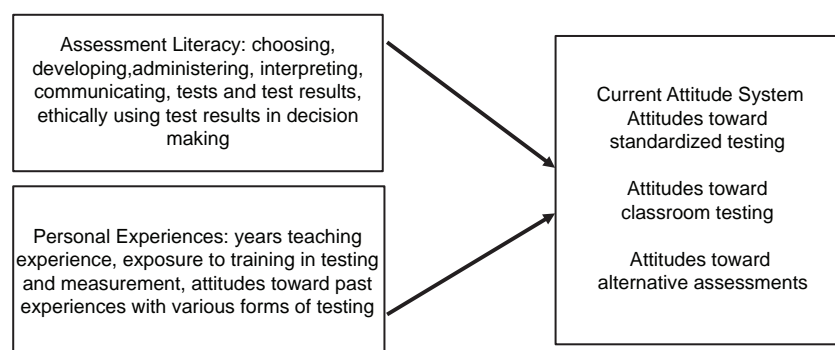 Assessment Literacy: choosing,
developing,administering, interpreting,
communicating, tests and test results,
ethically using test results in decision
making
Personal Experiences: years teaching
experience, exposure to training in testing
and measurement, attitudes toward past
experiences with various forms of testing
Current Attitude System
Attitudes toward
standardized testing
Attitudes toward
classroom testing
Attitudes toward
alternative assessments